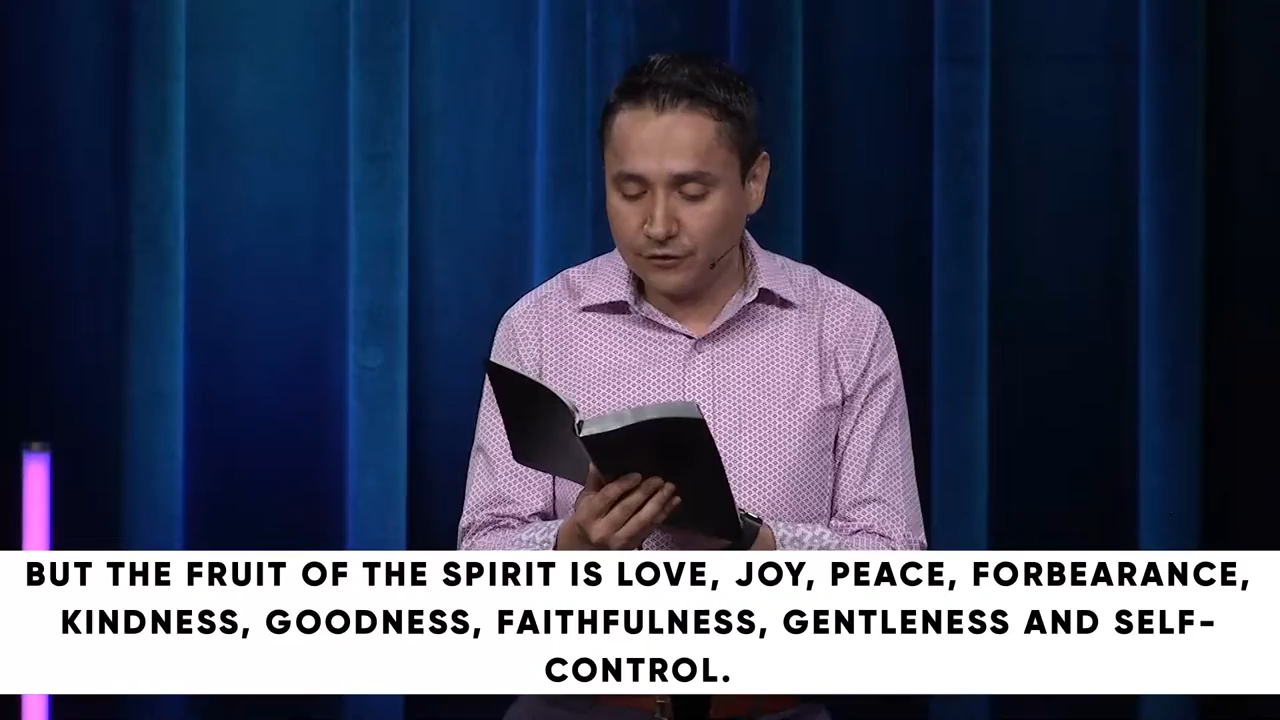 BUT THE FRUIT OF THE SPIRIT IS LOVE, JOY, PEACE, FORBEARANCE,
KINDNESS, GOODNESS, FAITHFULNESS, GENTLENESS AND SELF-
CONTROL.